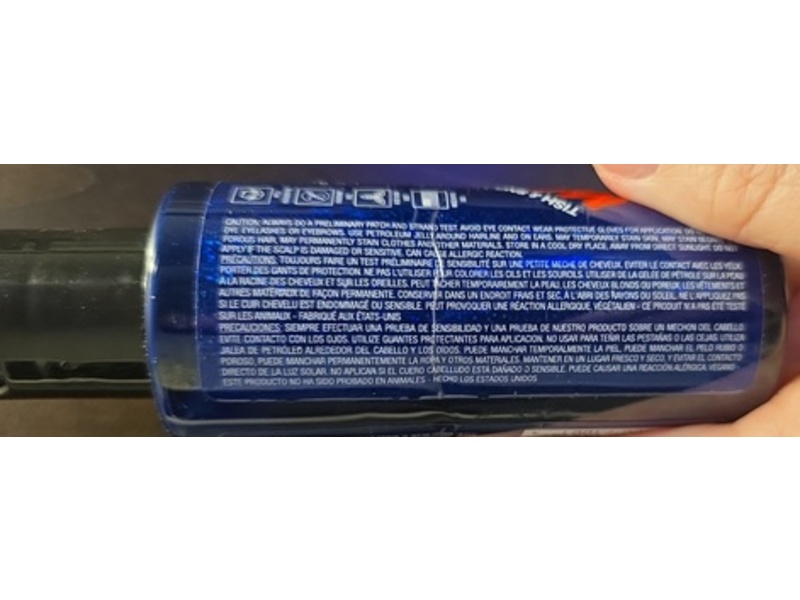 TISH &
CAUTION: ALWAYS DO A PRELIMINARY PATCH AND STRAND TEST. AVOID EYE CONTACT. WEAR PROTECTIVE GLOVES FOR APPLICATION. DO NOT
DYE EYELASHES OR EYEBROWS. USE PETROLEUM JELLY AROUND HAIRLINE AND ON EARS. MAY TEMPORARILY STAIN SKIN. MAY STAIN
POROUS HAIR, MAY PERMANENTLY STAIN CLOTHES AND OTHER MATERIALS. STORE IN A COOL DRY PLACE, AWAY FROM DIRECT SUNLIGHT. DO NOT
APPLY IF THE SCALP IS DAMAGED OR SENSITIVE. CAN CAUSE ALLERGIC REACTION.
PRECAUTIONS: TOUJOURS FAIRE UN TEST PRÉLIMINAIRE DE SENSIBILITÉ SUR UNE PETITE MECHE DE CHEVEUX. EVITER LE CONTACT AVEC LES YEUX.
PORTER DES GANTS DE PROTECTION. NE PAS L'UTILISER POUR COLORER LES CILS ET LES SOURCILS. UTILISER DE LA GELÉE DE PÉTROLE SUR LA PEAU
À LA RACINE DES CHEVEUX ET SUR LES OREILLES. PEUT TACHER TEMPORAIREMENT LA PEAU, LES CHEVEUX BLONDS OU POREUX, LES VÊTEMENTS ET
AUTRES MATERIAUX DE FAÇON PERMANENTE. CONSERVER DANS UN ENDROIT FRAIS ET SEC, À L'ABRI DES RAYONS DU SOLEIL. NE L'APPLIQUEZ PAS
SI LE CUIR CHEVELU EST ENDOMMAGÉ OU SENSIBLE. PEUT PROVOQUER UNE RÉACTION ALLERGIQUE. VÉGÉTALIEN - CE PRODUIT N'A PAS ÉTÉ TESTÉ
SUR LES ANIMAUX - FABRIQUÉ AUX ÉTATS-UNIS
PRECAUCIONES: SIEMPRE EFECTUAR UNA PRUEBA DE SENSIBILIDAD Y UNA PRUEBA DE NUESTRO PRODUCTO SOBRE UN MECHON DEL CABELLO.
EVITE CONTACTO CON LOS OJOS. UTILIZE GUANTES PROTECTANTES PARA APLICACIÓN. NO USAR PARA TEÑIR LAS PESTAÑAS O LAS CEJAS. UTILIZE
JALEA DE PETRÓLEO ALREDEDOR DEL CABELLO Y LOS OIDOS. PUEDE MANCHAR TEMPORALMENTE LA PIEL. PUEDE MANCHAR EL PELO RUBIO O
POROSO. PUEDE MANCHAR PERMANENTEMENTE LA ROPA Y OTROS MATERIALES. MANTENER EN UN LUGAR FRESCO Y SECO, Y EVITAR EL CONTACTO
DIRECTO DE LA LUZ SOLAR. NO APLICAR SI EL CUERO CABELLUDO ESTÁ DAÑADO O SENSIBLE. PUEDE CAUSAR UNA REACCIÓN ALÉRGICA. VEGANO -
ESTE PRODUCTO NO HA SIDO PROBADO EN ANIMALES - HECHO LOS ESTADOS UNIDOS